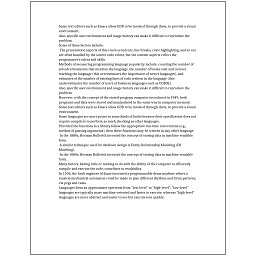 Some text editors such as Emacs allow GDB to be invoked through them, to provide a visual
environment.
Also, specific user environment and usage history can make it difficult to reproduce the
problem.
Some of these factors include:
The presentation aspects of this (such as indents, line breaks, color highlighting, and so on)
are often handled by the source code editor, but the content aspects reflect the
programmer's talent and skills.
Methods of measuring programming language popularity include: counting the number of
job advertisements that mention the language, the number of books sold and courses
teaching the language (this overestimates the importance of newer languages), and
estimates of the number of existing lines of code written in the language (this
underestimates the number of users of business languages such as COBOL).
Also, specific user environment and usage history can make it difficult to reproduce the
problem.
However, with the concept of the stored-program computer introduced in 1949, both
programs and data were stored and manipulated in the same way in computer memory.
Some text editors such as Emacs allow GDB to be invoked through them, to provide a visual
environment.
Some languages are more prone to some kinds of faults because their specification does not
require compilers to perform as much checking as other languages.
Provided the functions in a library follow the appropriate run-time conventions (e.g.,
method of passing arguments), then these functions may be written in any other language.
In the 1880s, Herman Hollerith invented the concept of storing data in machine-readable
form.
A similar technique used for database design is Entity-Relationship Modeling (ER
Modeling).
In the 1880s, Herman Hollerith invented the concept of storing data in machine-readable
form.
Many factors, having little or nothing to do with the ability of the computer to efficiently
compile and execute the code, contribute to readability.
In 1206, the Arab engineer Al-Jazari invented a programmable drum machine where a
musical mechanical automaton could be made to play different rhythms and drum patterns,
via pegs and cams.
Languages form an approximate spectrum from "low-level" to "high-level"; "low-level"
languages are typically more machine-oriented and faster to execute, whereas "high-level"
languages are more abstract and easier to use but execute less quickly.